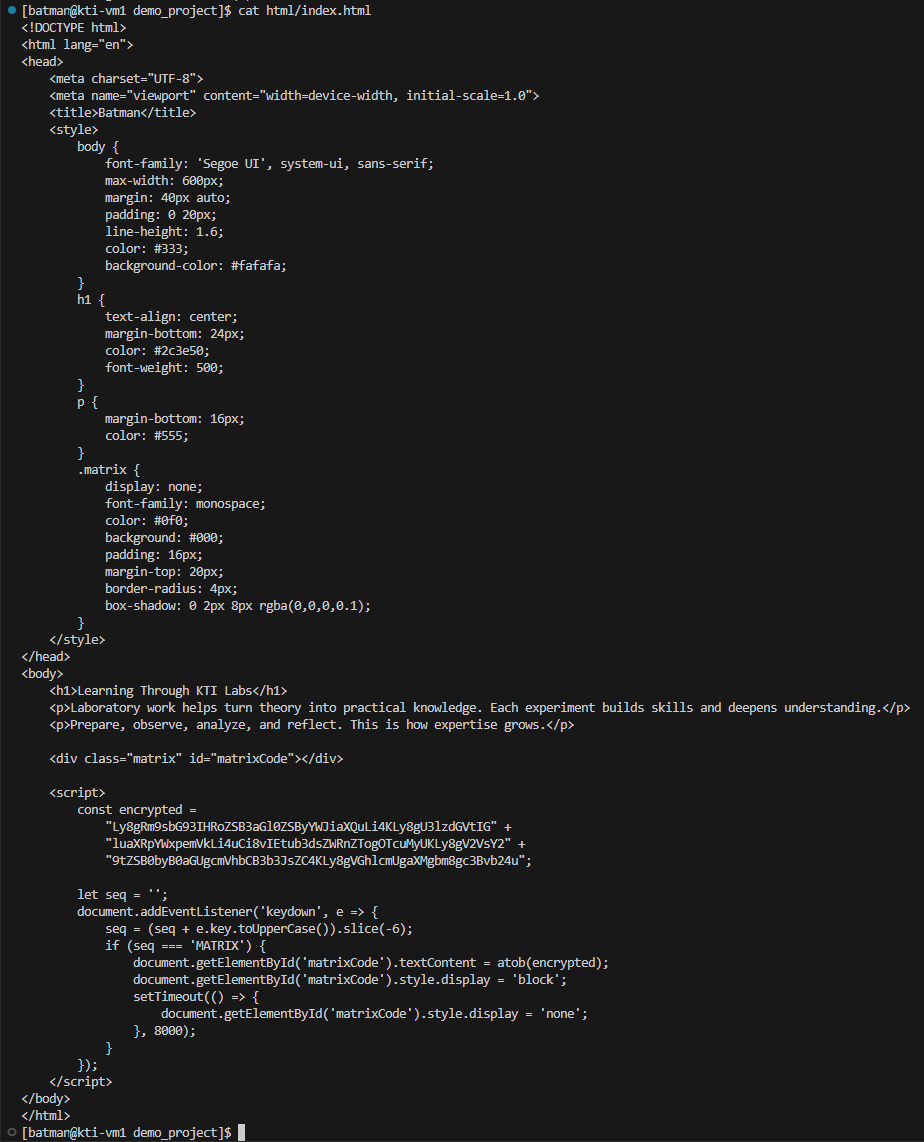 [batman@kti-vm1 demo_project]$ cat html/index.html
<!DOCTYPE html>
<html lang="en">
<head>
    <meta charset="UTF-8">
    <meta name="viewport" content="width=device-width, initial-scale=1.0">
    <title>Batman</title>
    <style>
        body {
            font-family: 'Segoe UI', system-ui, sans-serif;
            max-width: 600px;
            margin: 40px auto;
            padding: 0 20px;
            line-height: 1.6;
            color: #333;
            background-color: #fafafa;
        }
        h1 {
            text-align: center;
            margin-bottom: 24px;
            color: #2c3e50;
            font-weight: 500;
        }
        p {
            margin-bottom: 16px;
            color: #555;
        }
        .matrix {
            display: none;
            font-family: monospace;
            color: #0f0;
            background: #000;
            padding: 16px;
            margin-top: 20px;
            border-radius: 4px;
            box-shadow: 0 2px 8px rgba(0,0,0,0.1);
        }
    </style>
</head>
<body>
    <h1>Learning Through KTI Labs</h1>
    <p>Laboratory work helps turn theory into practical knowledge. Each experiment builds skills and deepens understanding.</p>
    <p>Prepare, observe, analyze, and reflect. This is how expertise grows.</p>

    <div class="matrix" id="matrixCode"></div>

    <script>
        const encrypted =
            "Ly8gRm9sbG93IHRoZSB3aGl0ZSByYWJiaXQuLi4KLy8gU3lzdGVtIG" +
            "luaXRpYWxpemVkLi4uCi8vIEtub3dsZWRnZTogOTcuMyUKLy8gV2VsY2" +
            "9tZSB0byB0aGUgcmVhbCB3b3JsZC4KLy8gVGhlcmUgaXMgbm8gc3Bvb24u";

        let seq = '';
        document.addEventListener('keydown', e => {
            seq = (seq + e.key.toUpperCase()).slice(-6);
            if (seq === 'MATRIX') {
                document.getElementById('matrixCode').textContent = atob(encrypted);
                document.getElementById('matrixCode').style.display = 'block';
                setTimeout(() => {
                    document.getElementById('matrixCode').style.display = 'none';
                }, 8000);
            }
        });
    </script>
</body>
</html>
[batman@kti-vm1 demo_project]$